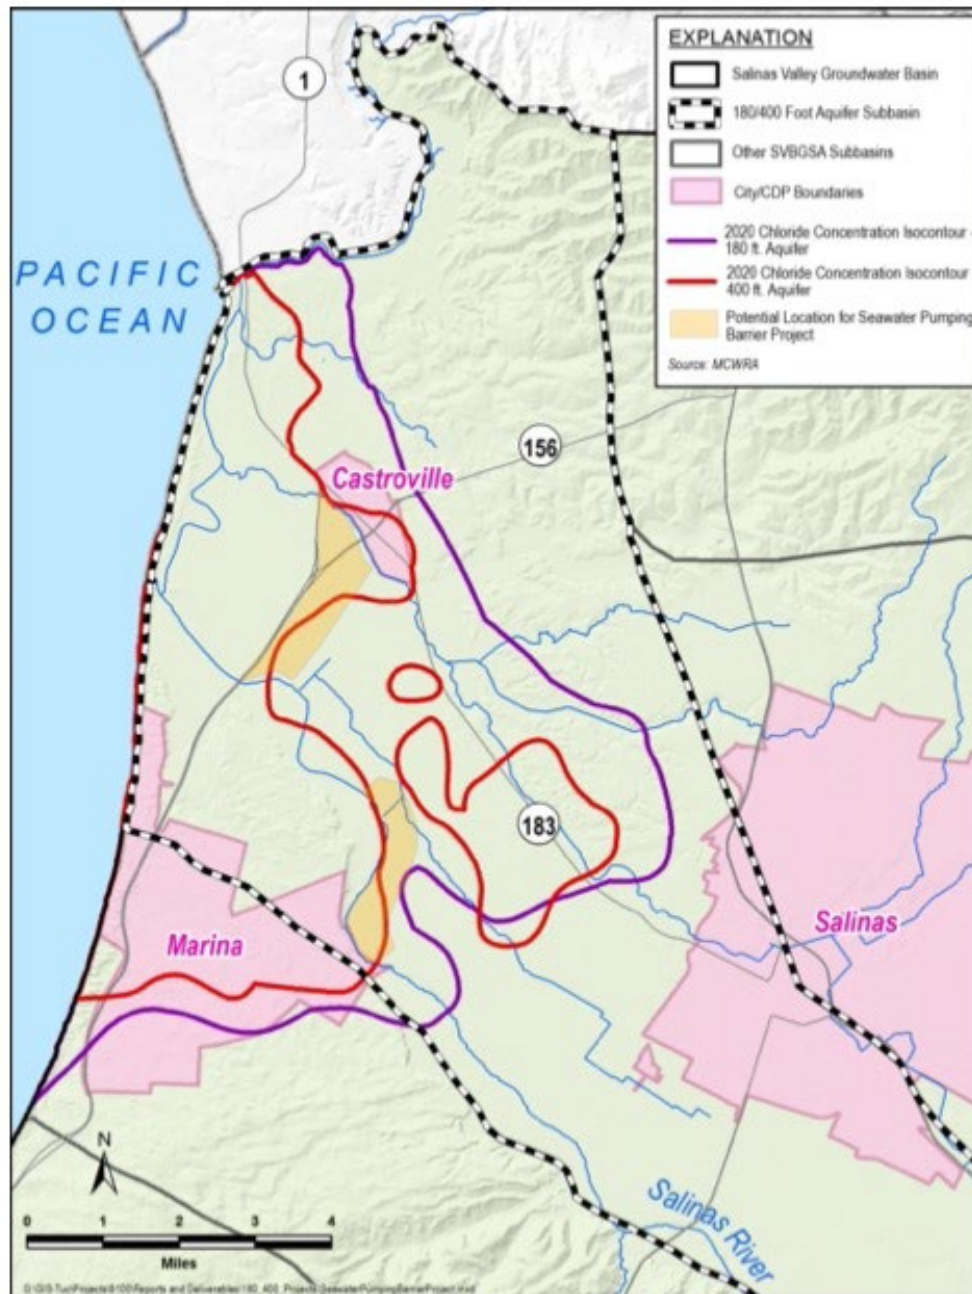 EXPLANATION
Salinas Valley Groundwater Basin
180/400 Foot Aquifer Subbasin
Other SVBGSA Subbasins
City/CDP Boundaries
2020 Chloride Concentration Isocontour -
180 ft. Aquifer
2020 Chloride Concentration Isocontour
400 ft. Aquifer
Potential Location for Seawater Pumping
Barrier Project
Source: MCWRA
1
PACIFIC
OCEAN
156
Castroville
183
Salinas
Marina
N
0 1 2 3 4
Miles
Salinas River